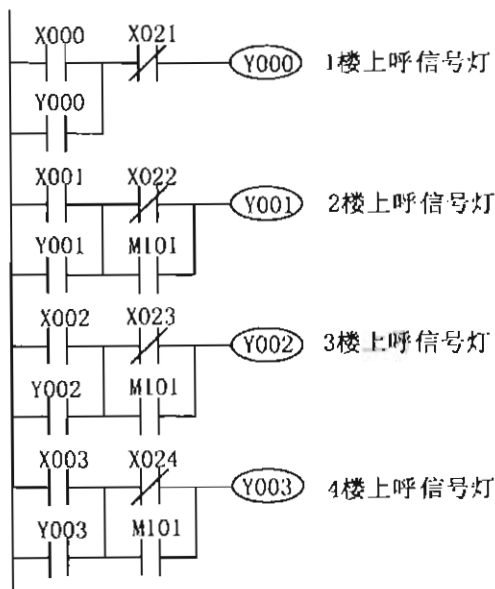 X000 X021
Y000 1楼上呼信号灯
Y000
X001 X022
Y001 2楼上呼信号灯
Y001 M101
X002 X023
Y002 3楼上呼信号灯
Y002 M101
X003 X024
Y003 4楼上呼信号灯
Y003 M101